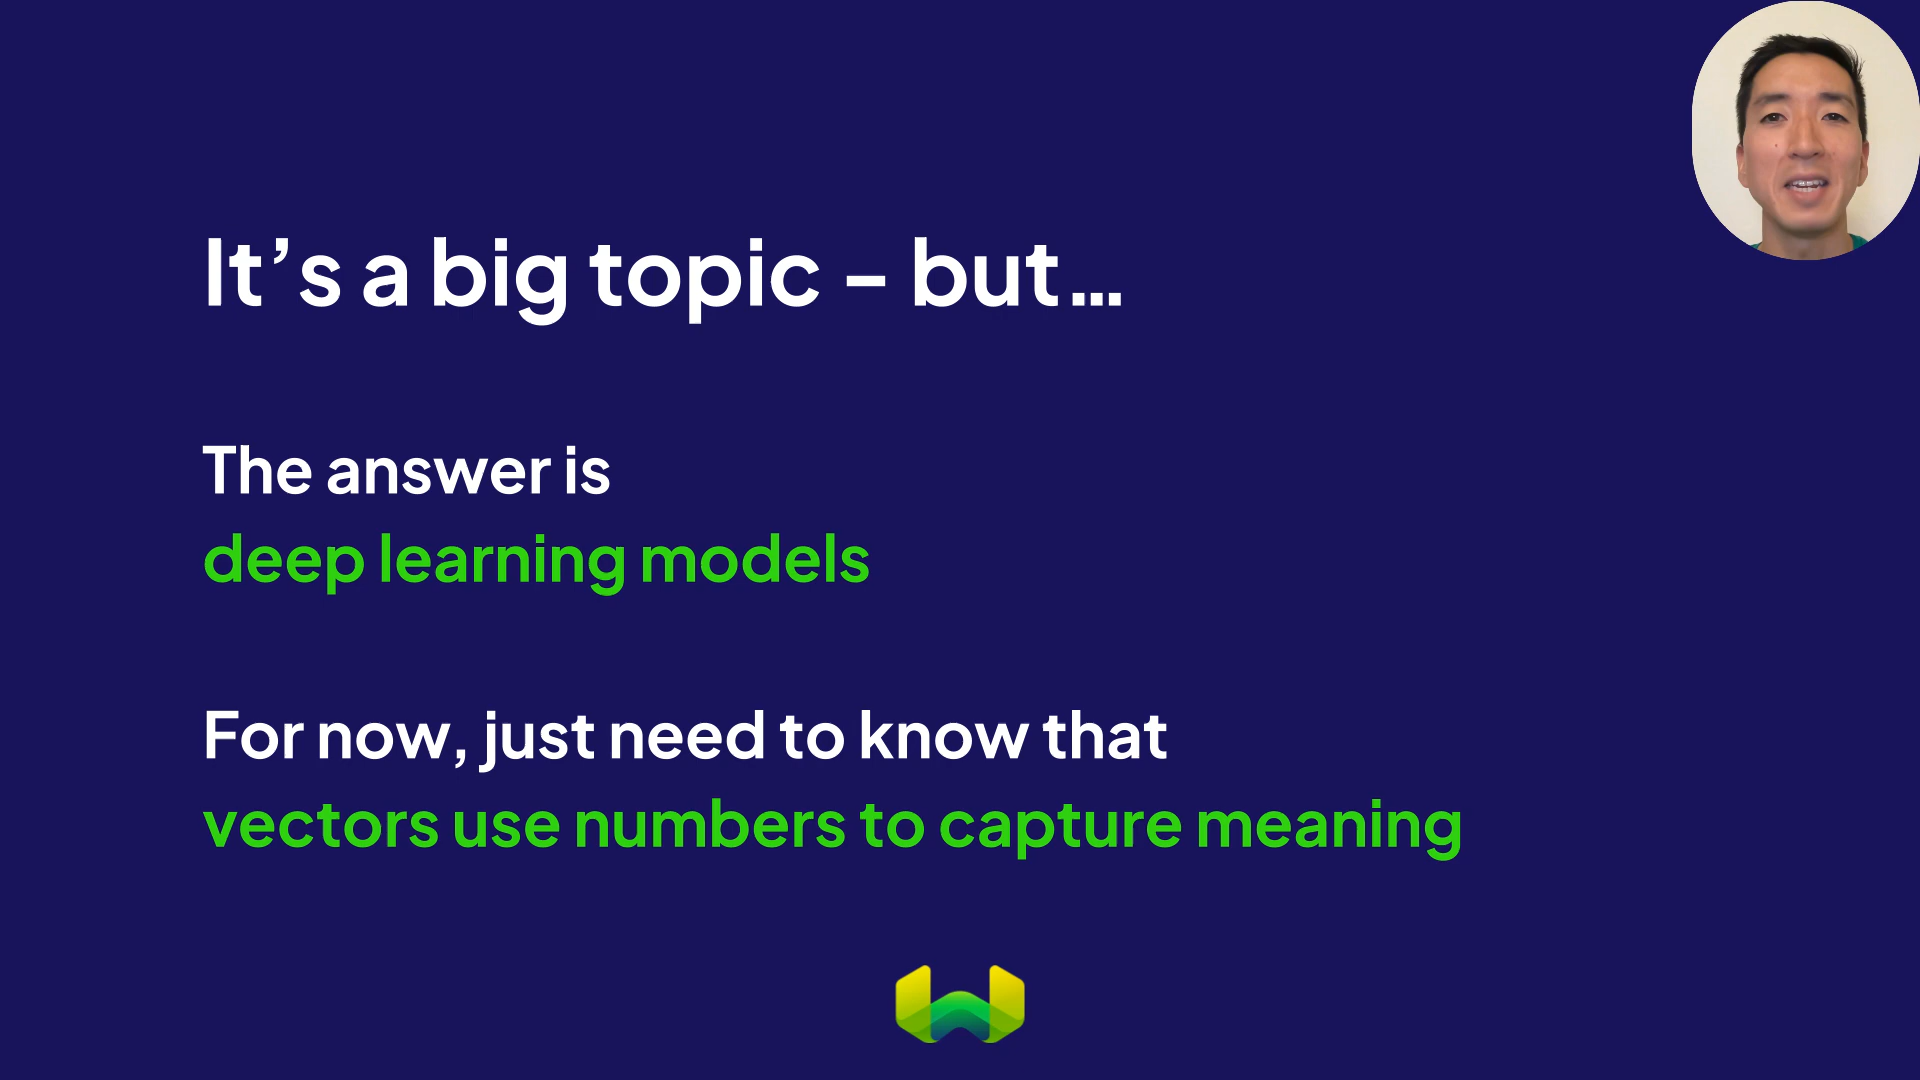 It’s a big topic – but…
The answer is
deep learning models
For now, just need to know that
vectors use numbers to capture meaning